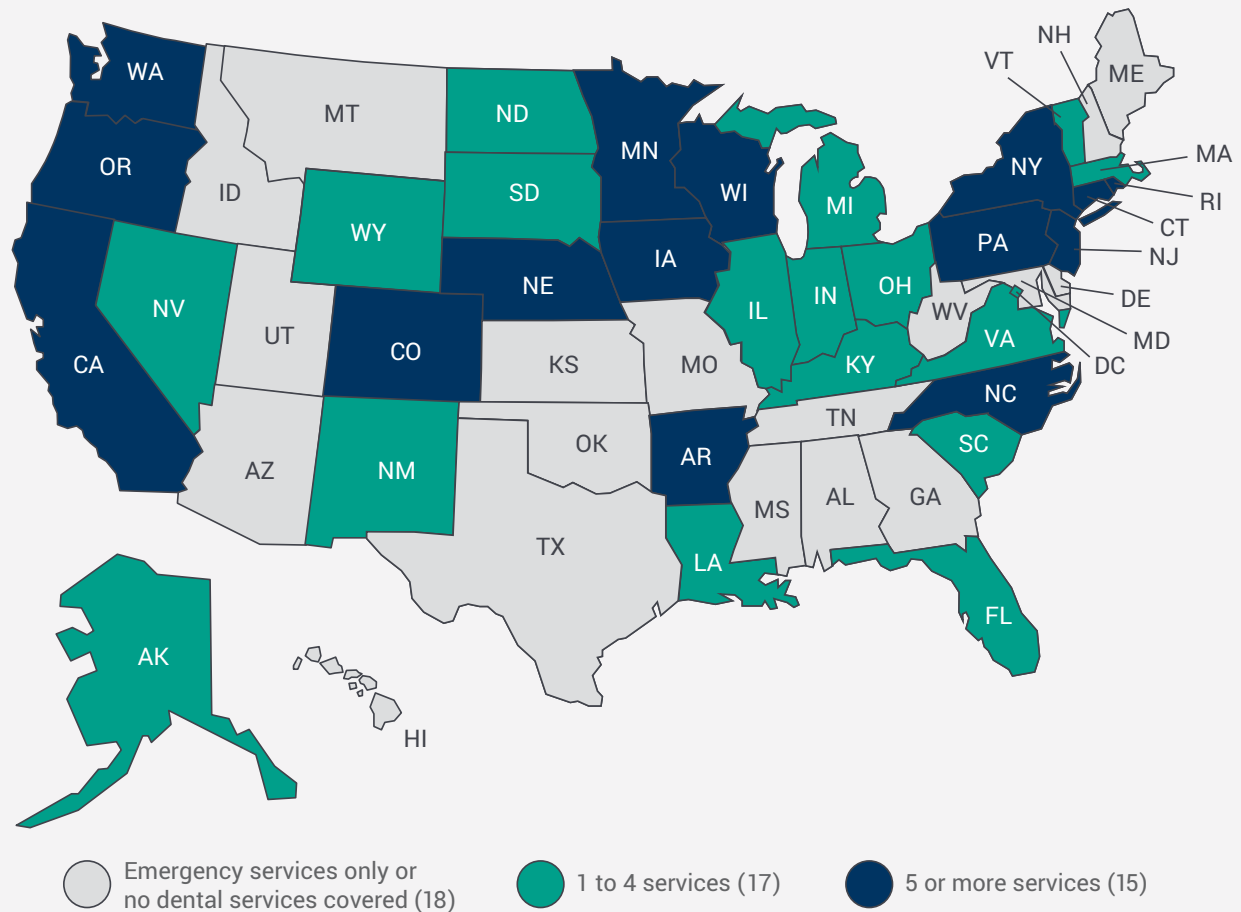 NH
VT
ME
WA
MT
ND
MN
OR
ID
SD
WI
MI
NY
MA
RI
CT
WY
IA
PA
NJ
NE
NV
IL
IN
OH
WV
DE
UT
CO
VA
MD
CA
KS
MO
KY
DC
NC
TN
OK
AR
SC
AZ
NM
MS
AL
GA
TX
LA
FL
AK
HI
Emergency services only or
no dental services covered (18)
1 to 4 services (17)
5 or more services (15)